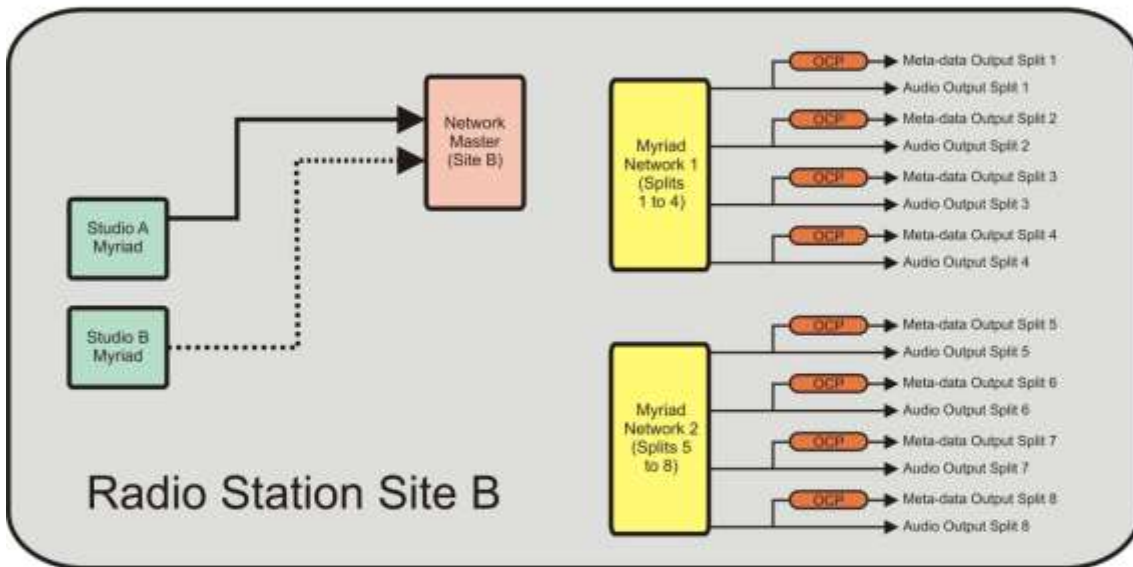 Network
Master
(Site B)
Studio A
Myriad
Studio B
Myriad
Radio Station Site B
Myriad
Network 1
(Splits
1 to 4)
OCP
Meta-data Output Split 1
Audio Output Split 1
OCP
Meta-data Output Split 2
Audio Output Split 2
OCP
Meta-data Output Split 3
Audio Output Split 3
OCP
Meta-data Output Split 4
Audio Output Split 4
Myriad
Network 2
(Splits 5
to 8)
OCP
Meta-data Output Split 5
Audio Output Split 5
OCP
Meta-data Output Split 6
Audio Output Split 6
OCP
Meta-data Output Split 7
Audio Output Split 7
OCP
Meta-data Output Split 8
Audio Output Split 8